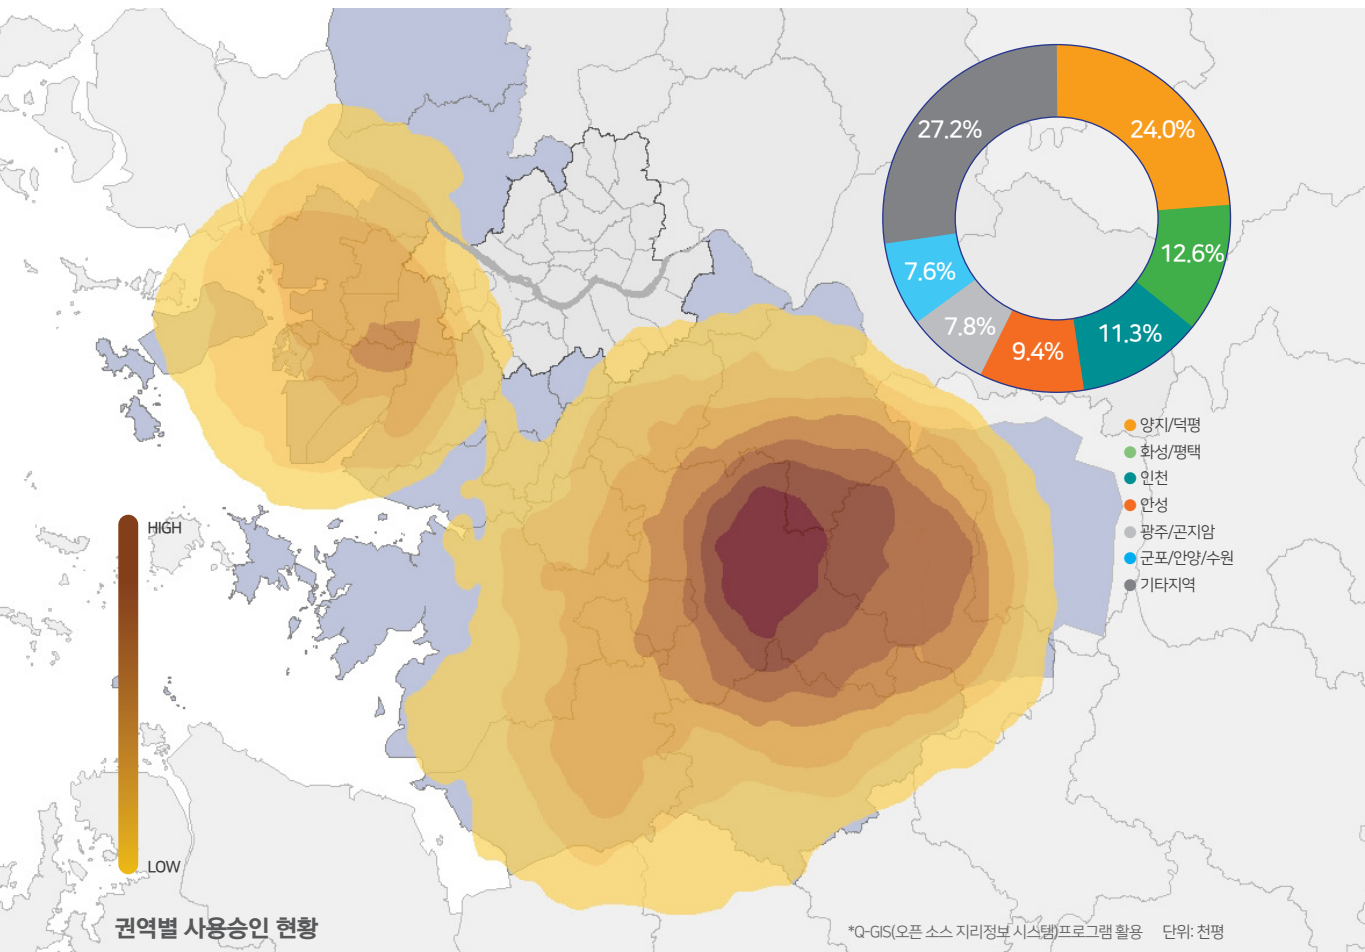 27.2%
24.0%
12.6%
7.6%
7.8%
11.3%
9.4%
양지/덕평
화성/평택
인천
안성
광주/곤지암
군포/안양/수원
기타지역
HIGH
LOW
권역별 사용승인 현황
*Q-GIS(오픈 소스 지리정보 시스템)프로그램 활용 단위: 천평